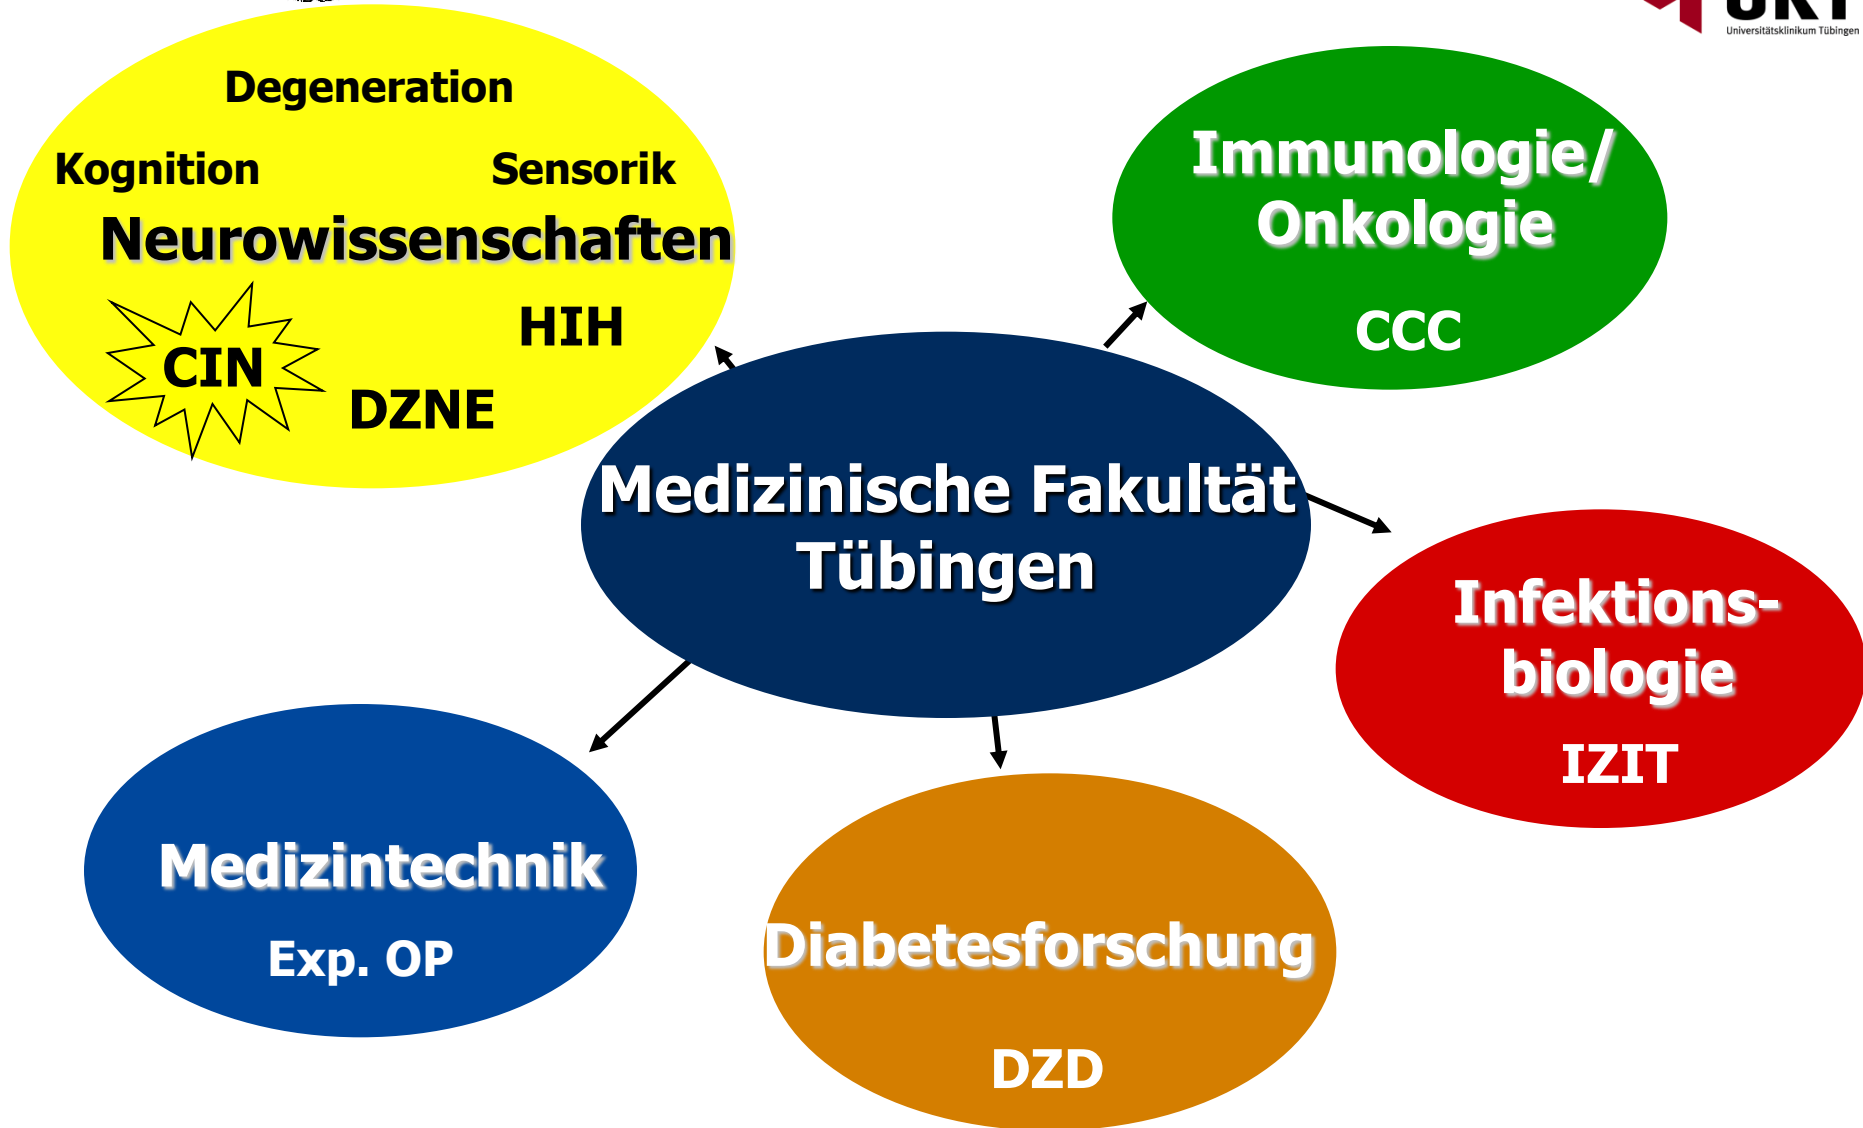 UKT
Universitätsklinikum Tübingen
Degeneration
Kognition
Sensorik
Neurowissenschaften
HIH
CIN
DZNE
Immunologie/
Onkologie
CCC
Medizinische Fakultät
Tübingen
Infektions-
biologie
IZIT
Medizintechnik
Exp. OP
Diabetesforschung
DZD